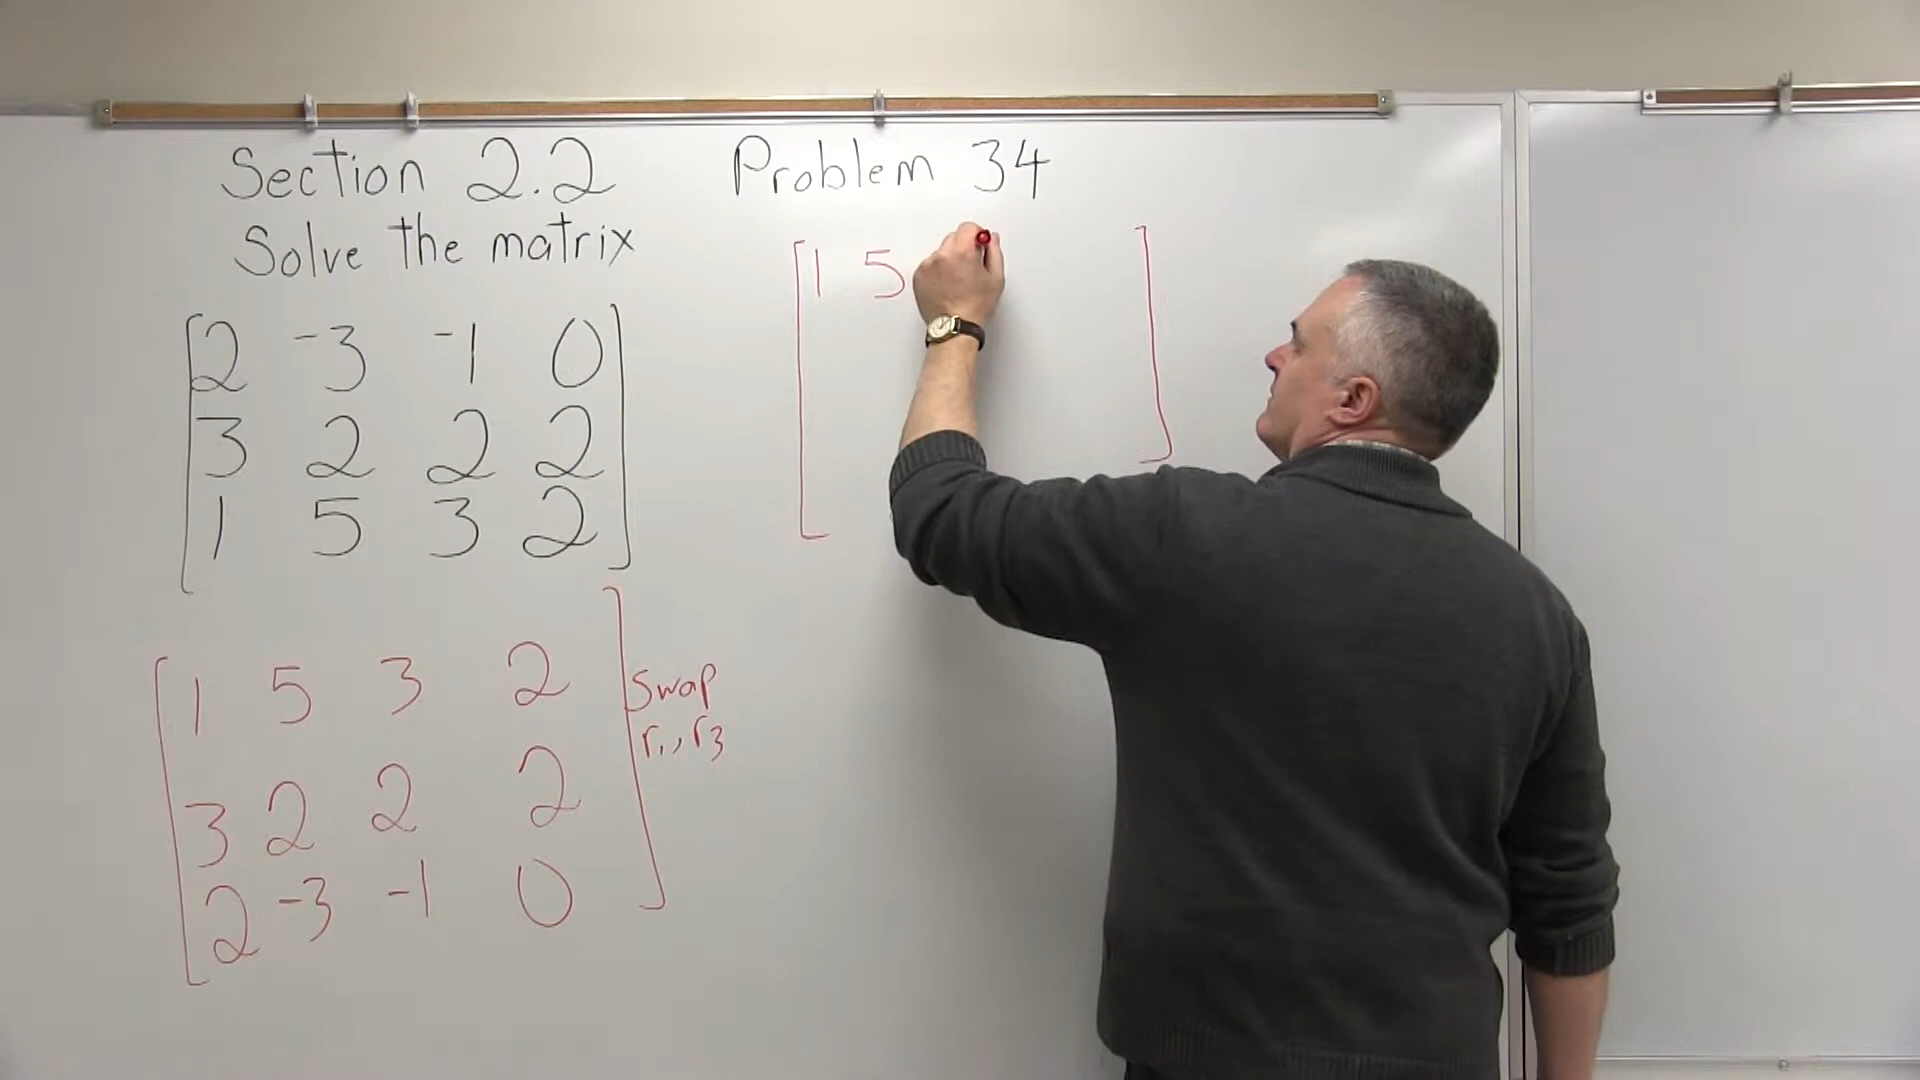 Section 2.2 Problem 34
Solve the matrix
2 -3 -1 0
3 2 2 2
1 5 3 2
1 5 3 2
3 2 2 2
2 -3 -1 0
swap
r1, r3
1 5